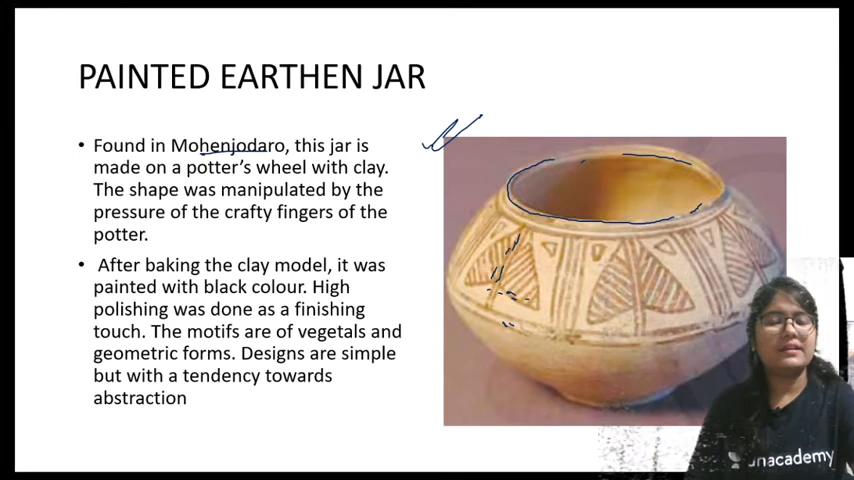 PAINTED EARTHEN JAR
• Found in Mohenjodaro, this jar is
made on a potter's wheel with clay.
The shape was manipulated by the
pressure of the crafty fingers of the
potter.
• After baking the clay model, it was
painted with black colour. High
polishing was done as a finishing
touch. The motifs are of vegetals and
geometric forms. Designs are simple
but with a tendency towards
abstraction
unacademy